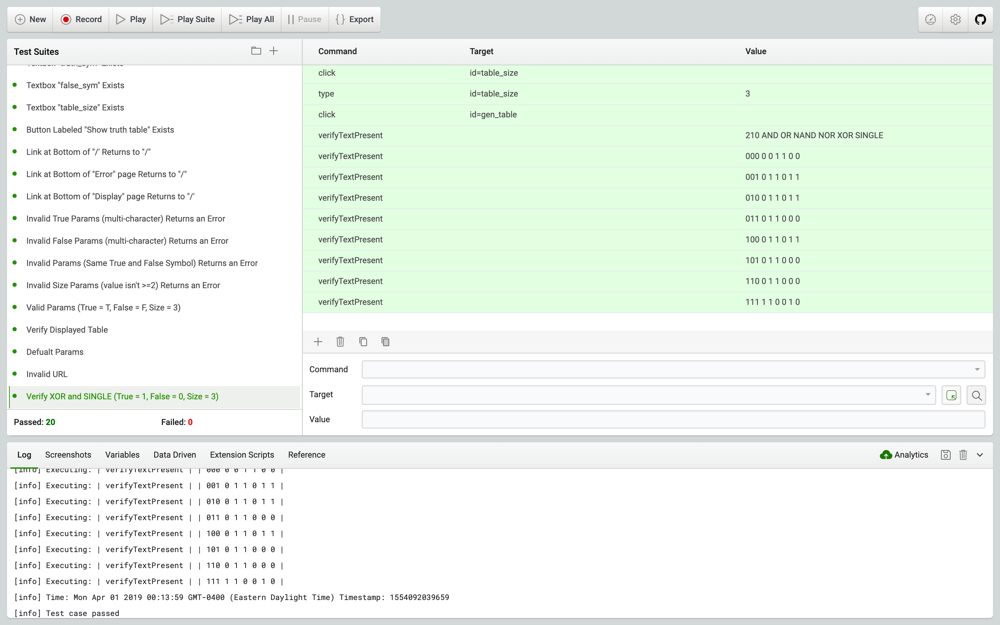 New Record Play Play Suite Play All Pause Export
Test Suites
Textbox "truth_sym" Exists
Textbox "false_sym" Exists
Textbox "table_size" Exists
Button Labeled "Show truth table" Exists
Link at Bottom of "/' Returns to "/"
Link at Bottom of "Error" page Returns to "/"
Link at Bottom of "Display" page Returns to "/'
Invalid True Params (multi-character) Returns an Error
Invalid False Params (multi-character) Returns an Error
Invalid Params (Same True and False Symbol) Returns an Error
Invalid Size Params (value isn't >=2) Returns an Error
Valid Params (True = T, False = F, Size = 3)
Verify Displayed Table
Defualt Params
Invalid URL
Verify XOR and SINGLE (True = 1, False = 0, Size = 3)
Passed: 20 Failed: 0
Command Target Value
click id=table_size
type id=table_size 3
click id=gen_table
verifyTextPresent 210 AND OR NAND NOR XOR SINGLE
verifyTextPresent 000 0 0 1 1 0 0
verifyTextPresent 001 0 1 1 0 1 1
verifyTextPresent 010 0 1 1 0 1 1
verifyTextPresent 011 0 1 1 0 0 0
verifyTextPresent 100 0 1 1 0 1 1
verifyTextPresent 101 0 1 1 0 0 0
verifyTextPresent 110 0 1 1 0 0 0
verifyTextPresent 111 1 1 0 0 1 0
Command
Target
Value
Log Screenshots Variables Data Driven Extension Scripts Reference Analytics
[info] Executing: | verifyTextPresent | | 000 0 0 1 1 0 0 |
[info] Executing: | verifyTextPresent | | 001 0 1 1 0 1 1 |
[info] Executing: | verifyTextPresent | | 010 0 1 1 0 1 1 |
[info] Executing: | verifyTextPresent | | 011 0 1 1 0 0 0 |
[info] Executing: | verifyTextPresent | | 100 0 1 1 0 1 1 |
[info] Executing: | verifyTextPresent | | 101 0 1 1 0 0 0 |
[info] Executing: | verifyTextPresent | | 110 0 1 1 0 0 0 |
[info] Executing: | verifyTextPresent | | 111 1 1 0 0 1 0 |
[info] Time: Mon Apr 01 2019 00:13:59 GMT-0400 (Eastern Daylight Time) Timestamp: 1554092039659
[info] Test case passed